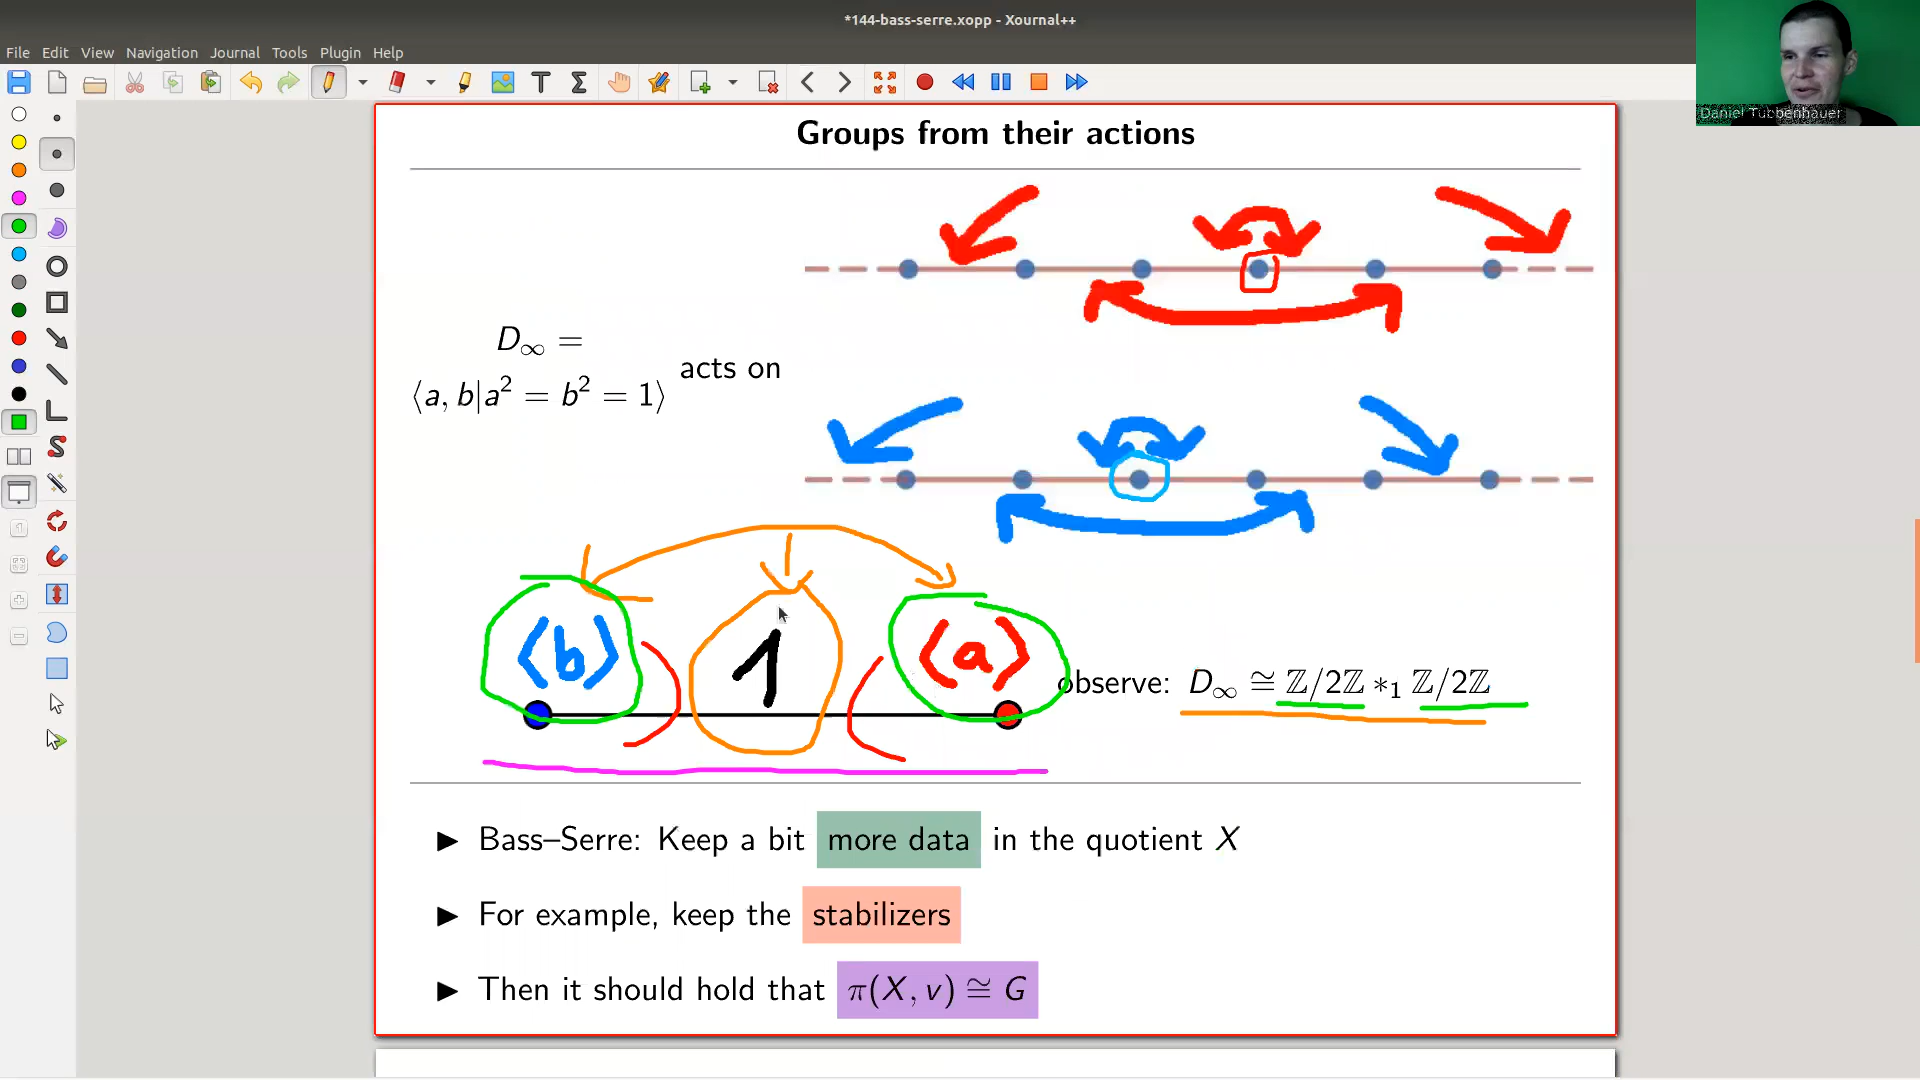 *144-bass-serre.xopp - Xournal++
File Edit View Navigation Journal Tools Plugin Help
Daniel Tubbenhauer
Groups from their actions
D∞ =
⟨a, b|a² = b² = 1⟩
acts on
⟨b⟩ 1 ⟨a⟩
observe: D∞ ≅ ℤ/2ℤ *₁ ℤ/2ℤ
▶ Bass–Serre: Keep a bit more data in the quotient X
▶ For example, keep the stabilizers
▶ Then it should hold that π(X, v) ≅ G